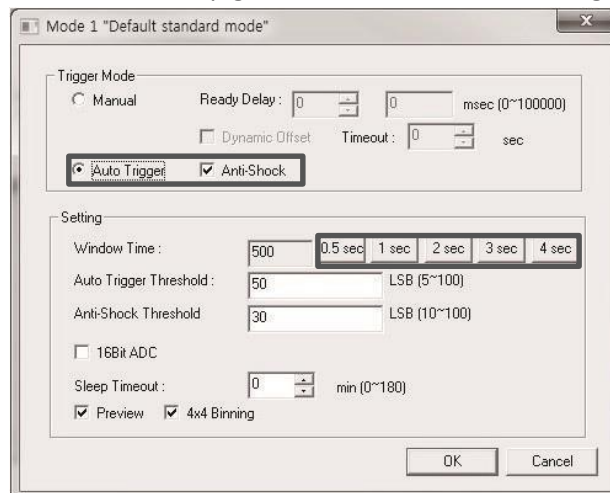 Mode 1 "Default standard mode"
Trigger Mode
Manual Ready Delay : 0 0 msec (0~100000)
Dynamic Offset Timeout : 0 sec
Auto Trigger Anti-Shock
Setting
Window Time : 500 0.5 sec 1 sec 2 sec 3 sec 4 sec
Auto Trigger Threshold : 50 LSB (5~100)
Anti-Shock Threshold 30 LSB (10~100)
16Bit ADC
Sleep Timeout : 0 min (0~180)
Preview 4x4 Binning
OK Cancel